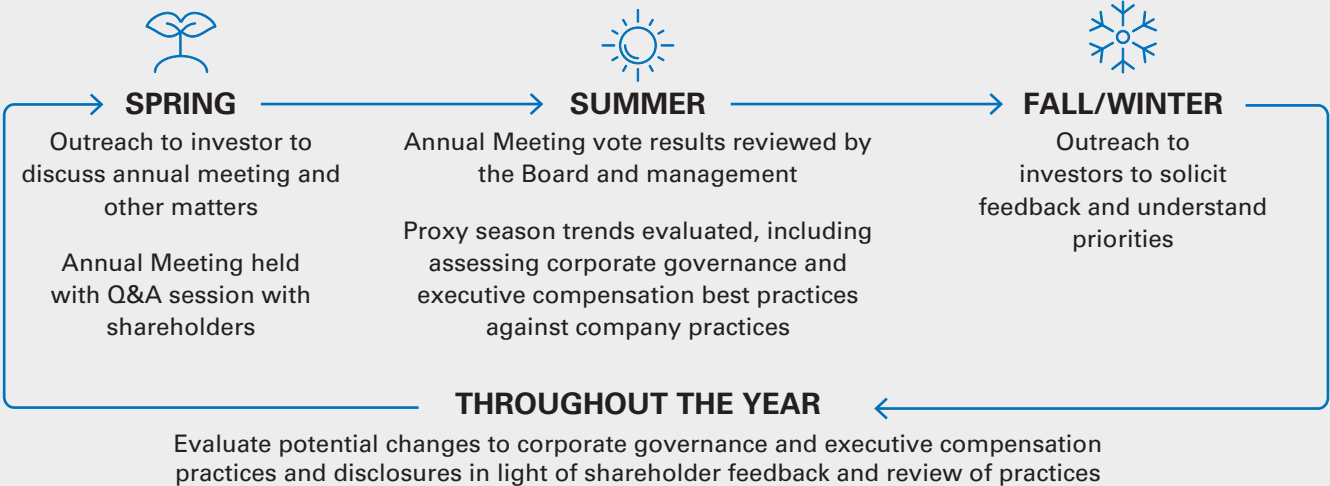 SPRING
Outreach to investor to
discuss annual meeting and
other matters
Annual Meeting held
with Q&A session with
shareholders
SUMMER
Annual Meeting vote results reviewed by
the Board and management
Proxy season trends evaluated, including
assessing corporate governance and
executive compensation best practices
against company practices
FALL/WINTER
Outreach to
investors to solicit
feedback and understand
priorities
THROUGHOUT THE YEAR
Evaluate potential changes to corporate governance and executive compensation
practices and disclosures in light of shareholder feedback and review of practices